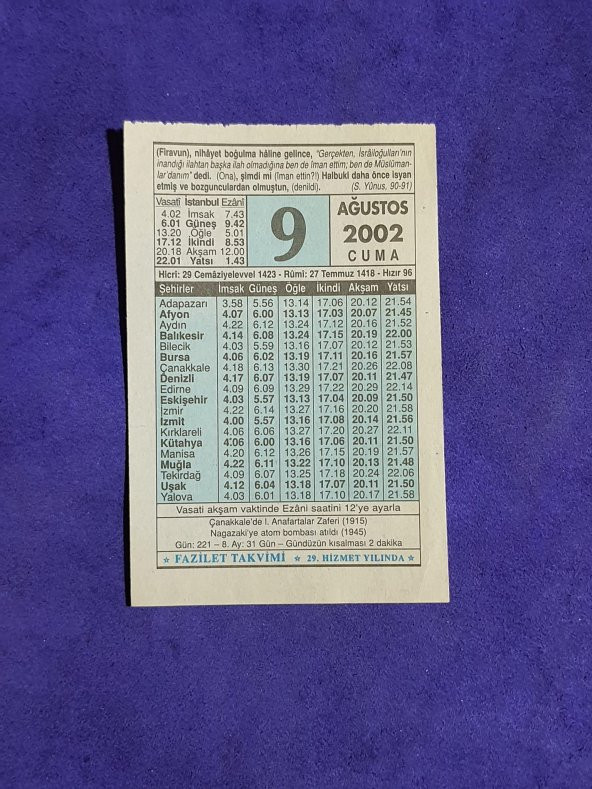 (Firavun), nihâyet boğulma hâline gelince, "Gerçekten, İsrâiloğulları'nın
inandığı ilahtan başka ilah olmadığına ben de îman ettim; ben de Müslüman-
lar'danım" dedi. (Ona), şimdi mi (îman ettin?!) Halbuki daha önce isyan
etmiş ve bozgunculardan olmuştun, (denildi). (S. Yûnus, 90-91)
Vasatî İstanbul Ezânî
4.02 İmsak 7.43
6.01 Güneş 9.42
13.20 Öğle 5.01
17.12 İkindi 8.53
20.18 Akşam 12.00
22.01 Yatsı 1.43
9
AĞUSTOS
2002
CUMA
Hicrî: 29 Cemâziyelevvel 1423 - Rûmî: 27 Temmuz 1418 - Hızır 96
Şehirler İmsak Güneş Öğle İkindi Akşam Yatsı
Adapazarı 3.58 5.56 13.14 17.06 20.12 21.54
Afyon 4.07 6.00 13.13 17.03 20.07 21.45
Aydın 4.22 6.12 13.24 17.12 20.16 21.52
Balıkesir 4.14 6.08 13.24 17.15 20.19 22.00
Bilecik 4.03 5.59 13.16 17.07 20.12 21.53
Bursa 4.06 6.02 13.19 17.11 20.16 21.57
Çanakkale 4.18 6.13 13.30 17.21 20.26 22.08
Denizli 4.17 6.07 13.19 17.07 20.11 21.47
Edirne 4.09 6.09 13.29 17.22 20.29 22.14
Eskişehir 4.03 5.57 13.13 17.04 20.09 21.50
İzmir 4.22 6.14 13.27 17.16 20.20 21.58
İzmit 4.00 5.57 13.16 17.08 20.14 21.56
Kırklareli 4.06 6.06 13.27 17.20 20.27 22.11
Kütahya 4.06 6.00 13.16 17.06 20.11 21.50
Manisa 4.20 6.12 13.26 17.15 20.19 21.57
Muğla 4.22 6.11 13.22 17.10 20.13 21.48
Tekirdağ 4.09 6.07 13.25 17.18 20.24 22.06
Uşak 4.12 6.04 13.18 17.07 20.11 21.50
Yalova 4.03 6.01 13.18 17.10 20.17 21.58
Vasati akşam vaktinde Ezânî saatini 12'ye ayarla
Çanakkale'de I. Anafartalar Zaferi (1915)
Nagazaki'ye atom bombası atıldı (1945)
Gün: 221 – 8. Ay: 31 Gün – Gündüzün kısalması 2 dakika
★ FAZİLET TAKVİMİ ★ 29. HİZMET YILINDA ★